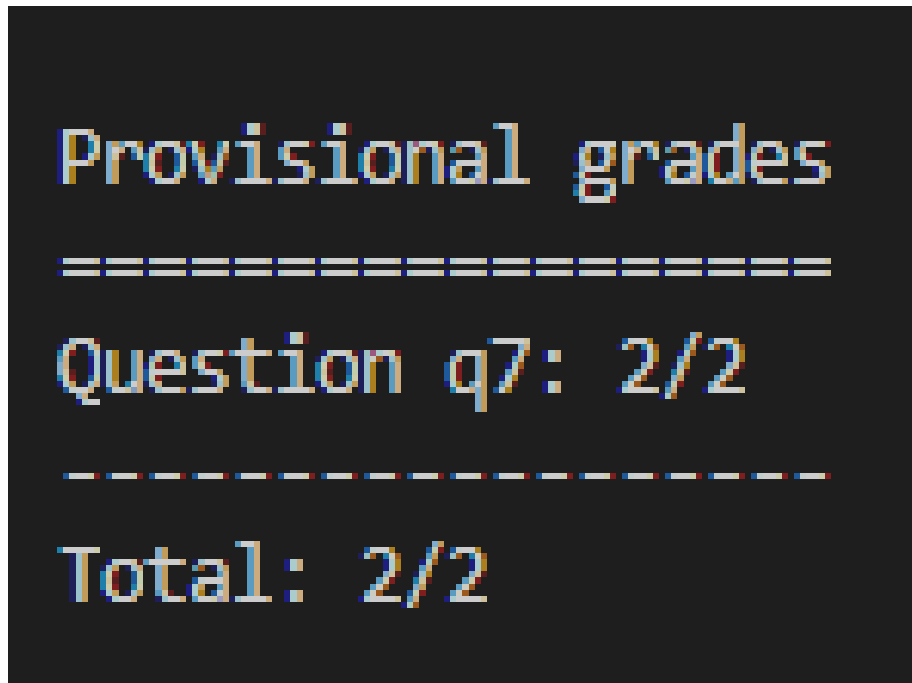 Provisional grades
==================
Question q7: 2/2
------------------
Total: 2/2